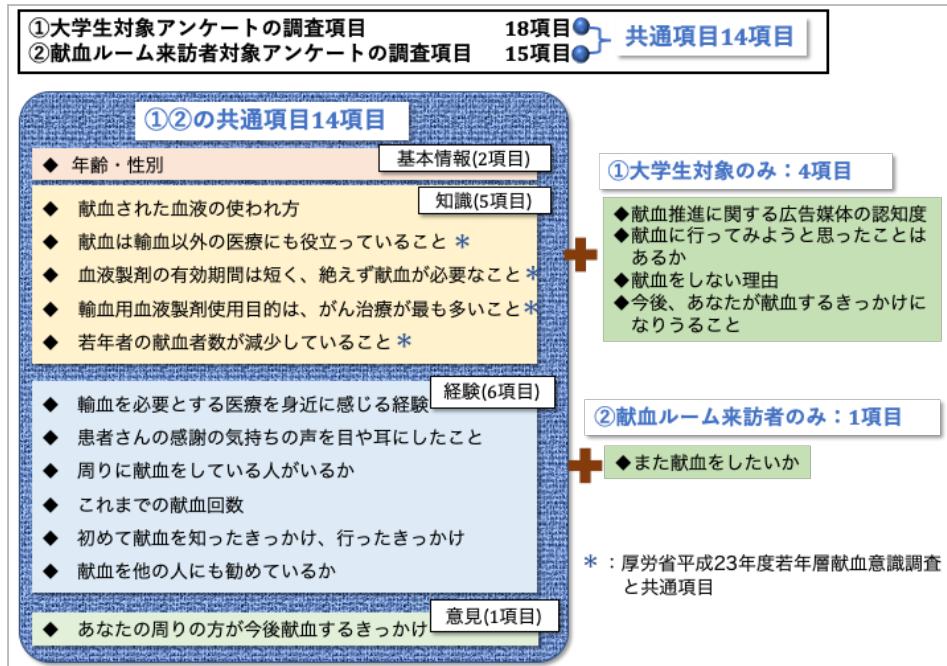 ①大学生対象アンケートの調査項目 18項目
②献血ルーム来訪者対象アンケートの調査項目 15項目
共通項目14項目
①②の共通項目14項目
基本情報(2項目)
◆ 年齢・性別
知識(5項目)
◆ 献血された血液の使われ方
◆ 献血は輸血以外の医療にも役立っていること＊
◆ 血液製剤の有効期間は短く、絶えず献血が必要なこと＊
◆ 輸血用血液製剤使用目的は、がん治療が最も多いこと＊
◆ 若年者の献血者数が減少していること＊
経験(6項目)
◆ 輸血を必要とする医療を身近に感じる経験
◆ 患者さんの感謝の気持ちの声を目や耳にしたこと
◆ 周りに献血をしている人がいるか
◆ これまでの献血回数
◆ 初めて献血を知ったきっかけ、行ったきっかけ
◆ 献血を他の人にも勧めているか
意見(1項目)
◆ あなたの周りの方が今後献血するきっかけ
①大学生対象のみ：4項目
◆献血推進に関する広告媒体の認知度
◆献血に行ってみようと思ったことは
あるか
◆献血をしない理由
◆今後、あなたが献血するきっかけに
なりうること
②献血ルーム来訪者のみ：1項目
◆また献血をしたいか
＊：厚労省平成23年度若年層献血意識調査
と共通項目